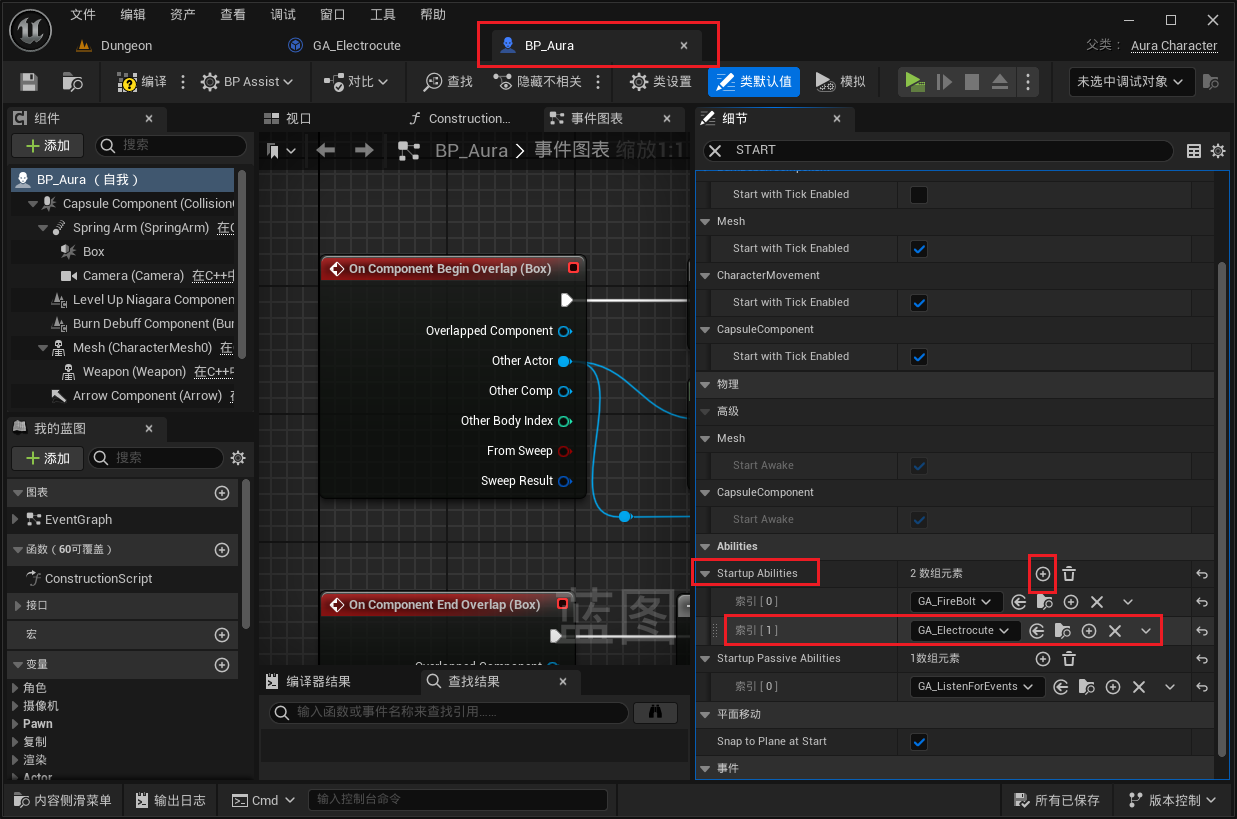 文件 编辑 资产 查看 调试 窗口 工具 帮助
Dungeon GA_Electrocute BP_Aura
父类： Aura Character
编译 BP Assist 对比 查找 隐藏不相关 类设置 类默认值 模拟 未选中调试对象
组件 视口 Construction... 事件图表 细节
添加 搜索 BP_Aura 事件图表 缩放1:1 START
BP_Aura （自我）
Capsule Component (Collision
Spring Arm (SpringArm) 在C
Box
Camera (Camera) 在C++中
Level Up Niagara Componen
Burn Debuff Component (Bur
Mesh (CharacterMesh0) 在
Weapon (Weapon) 在C++中
Arrow Component (Arrow)
我的蓝图
添加 搜索
图表
EventGraph
函数（60可覆盖）
ConstructionScript
接口
宏
变量
角色
摄像机
Pawn
复制
渲染
Actor
On Component Begin Overlap (Box)
Overlapped Component
Other Actor
Other Comp
Other Body Index
From Sweep
Sweep Result
On Component End Overlap (Box)
Overlapped Component
蓝图
编译器结果 查找结果
输入函数或事件名称来查找引用……
Start with Tick Enabled
Mesh
Start with Tick Enabled
CharacterMovement
Start with Tick Enabled
CapsuleComponent
Start with Tick Enabled
物理
高级
Mesh
Start Awake
CapsuleComponent
Start Awake
Abilities
Startup Abilities 2 数组元素
索引 [ 0 ] GA_FireBolt
索引 [ 1 ] GA_Electrocute
Startup Passive Abilities 1数组元素
索引 [ 0 ] GA_ListenForEvents
平面移动
Snap to Plane at Start
事件
内容侧滑菜单 输出日志 Cmd 输入控制台命令 所有已保存 版本控制